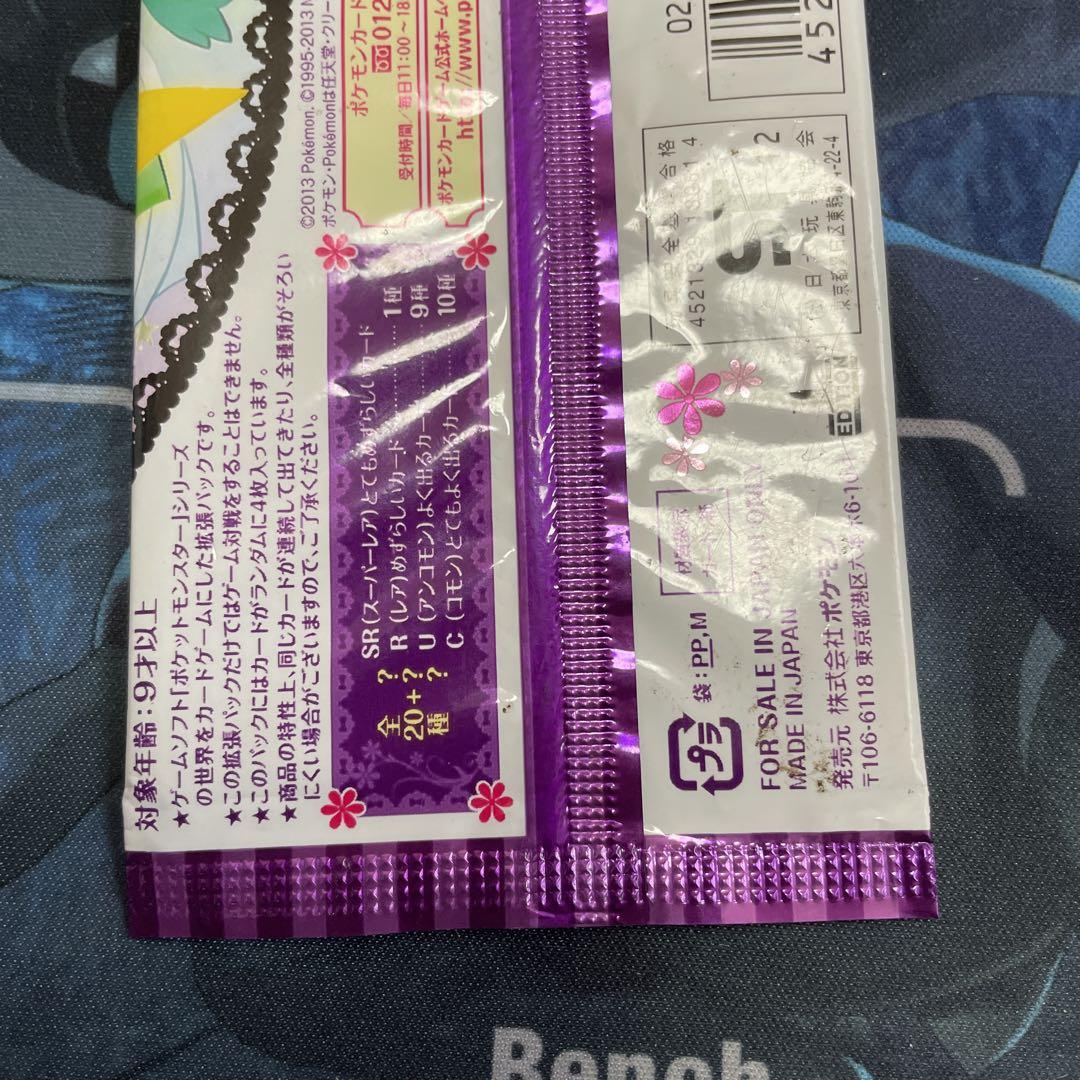 対象年齢:9才以上
★ゲームソフト「ポケットモンスター」シリーズ
の世界をカードゲームにした拡張パックです。
★この拡張パックだけではゲーム対戦をすることはできません。
★このパックにはカードがランダムに4枚入っています。
★商品の特性上、同じカードが連続して出てきたり、全種類がそろい
にくい場合がございますので、ご了承ください。
©2013 Pokémon. ©1995-2013
ポケモン・Pokémonは任天堂・クリー
ポケモンカード
012
受付時間/毎日11:00~18
ポケモンカードゲーム公式ホーム
http://www.p
全20+??種
SR(スーパーレア)とてもめずらしいカード 1種
R(レア)めずらしいカード 9種
U(アンコモン)よく出るカー 9種
C(コモン)とてもよく出るカー 10種
02
452
合格
ED TION
プラ
袋:PP,M
FOR SALE IN JAPAN ONLY
MADE IN JAPAN
発売元 株式会社ポケモン
〒106-6118 東京都港区六本木6-10
Bench